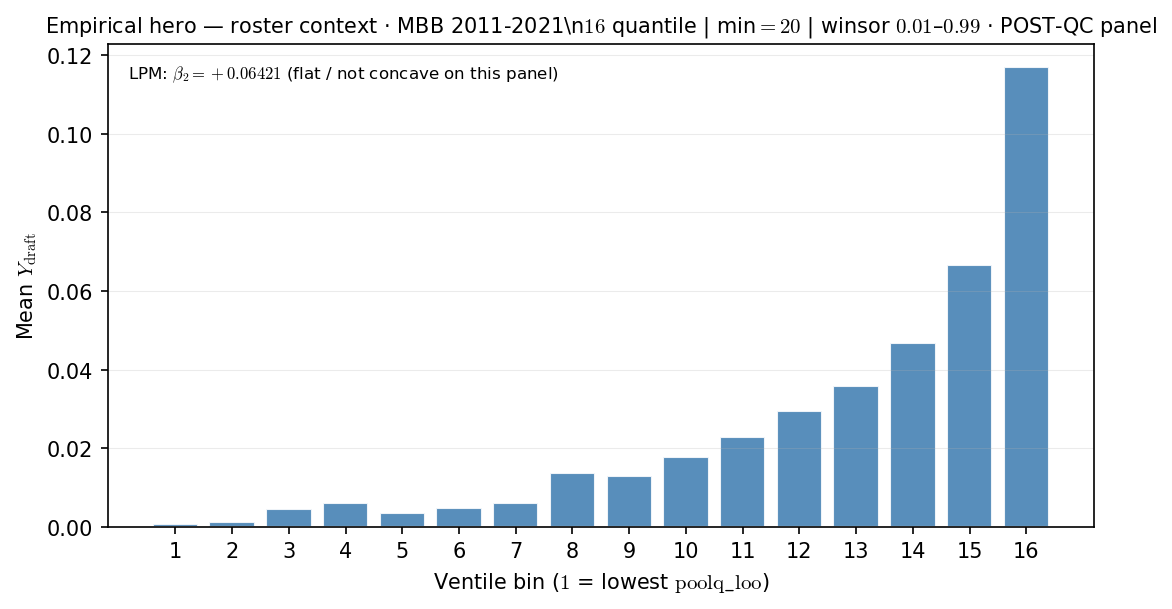 Empirical hero — roster context · MBB 2011-2021\n16 quantile | min = 20 | winsor 0.01–0.99 · POST-QC panel
LPM: β₂ = +0.06421 (flat / not concave on this panel)
Mean Y_draft
0.12
0.10
0.08
0.06
0.04
0.02
0.00
1 2 3 4 5 6 7 8 9 10 11 12 13 14 15 16
Ventile bin (1 = lowest poolq_loo)